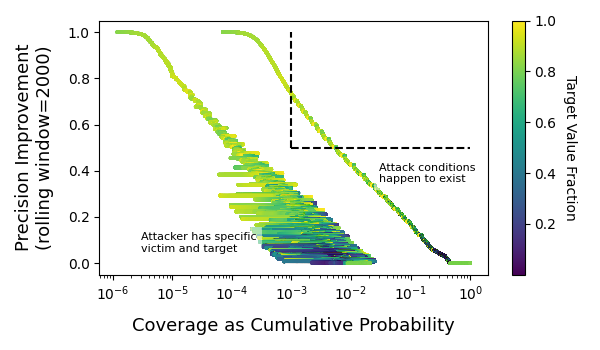 Precision Improvement
(rolling window=2000)
1.0
0.8
0.6
0.4
0.2
0.0
Attack conditions
happen to exist
Attacker has specific
victim and target
10⁻⁶ 10⁻⁵ 10⁻⁴ 10⁻³ 10⁻² 10⁻¹ 10⁰
Coverage as Cumulative Probability
1.0
0.8
0.6
0.4
0.2
Target Value Fraction